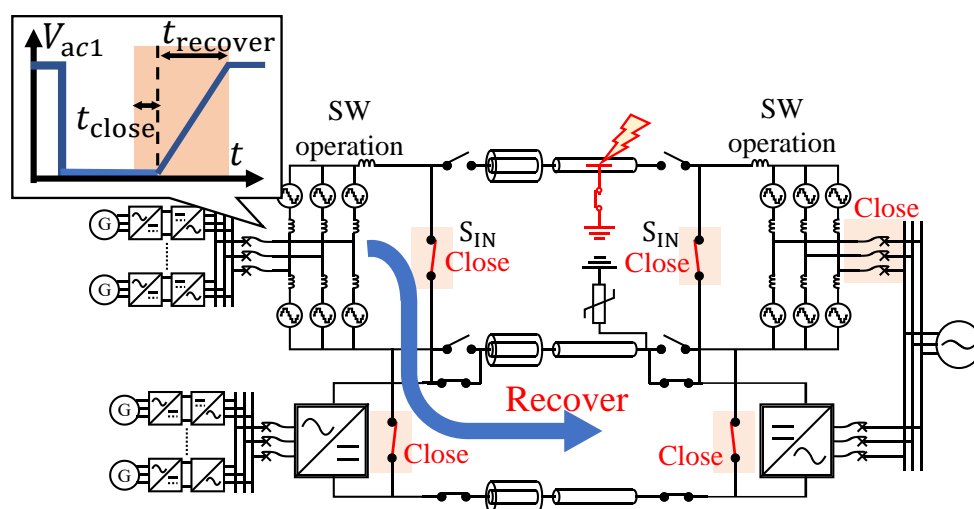 V_ac1
t_recover
t_close
t
SW
operation
SW
operation
G
G
S_IN
Close
S_IN
Close
Close
Recover
G
G
Close
Close